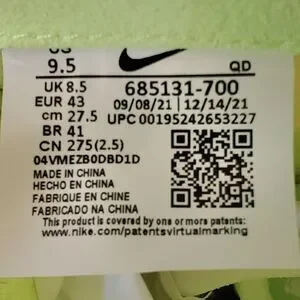 US
9.5 QD
UK 8.5 685131-700
EUR 43 09/08/21 12/14/21
cm 27.5 UPC 00195242653227
BR 41
CN 275(2.5)
04VMEZB0DBD1D
MADE IN CHINA
HECHO EN CHINA
FABRIQUE EN CHINE
FABRICADO NA CHINA
This product is covered by one or more patents:
www.nike.com/patentsvirtualmarking